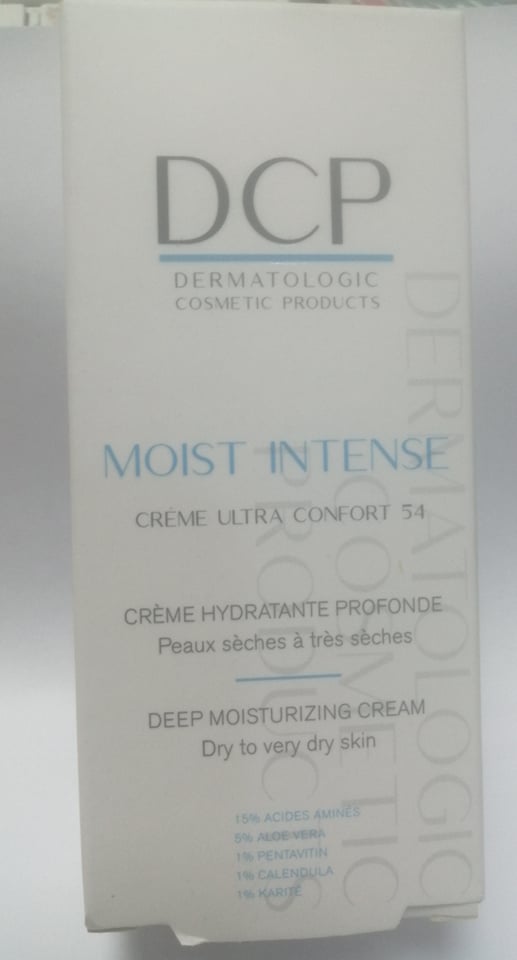 DCP
DERMATOLOGIC
COSMETIC PRODUCTS
MOIST INTENSE
CRÉME ULTRA CONFORT 54
CRÈME HYDRATANTE PROFONDE
Peaux sèches à très sèches
DEEP MOISTURIZING CREAM
Dry to very dry skin
15% ACIDES AMINÉS
5% ALOE VERA
1% PENTAVITIN
1% CALENDULA
1% KARITÉ
DERMATOLOGIC
COSMETIC
PRODUCTS